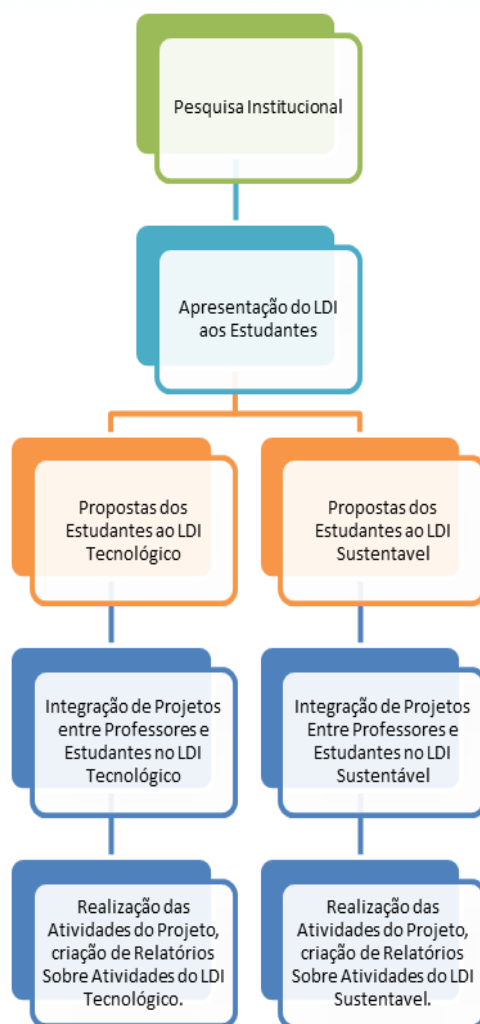 Pesquisa Institucional
Apresentação do LDI
aos Estudantes
Propostas dos
Estudantes ao LDI
Tecnológico
Propostas dos
Estudantes ao LDI
Sustentavel
Integração de Projetos
entre Professores e
Estudantes no LDI
Tecnológico
Integração de Projetos
Entre Professores e
Estudantes no LDI
Sustentável
Realização das
Atividades do Projeto,
criação de Relatórios
Sobre Atividades do LDI
Tecnológico.
Realização das
Atividades do Projeto,
criação de Relatórios
Sobre Atividades do LDI
Sustentavel.